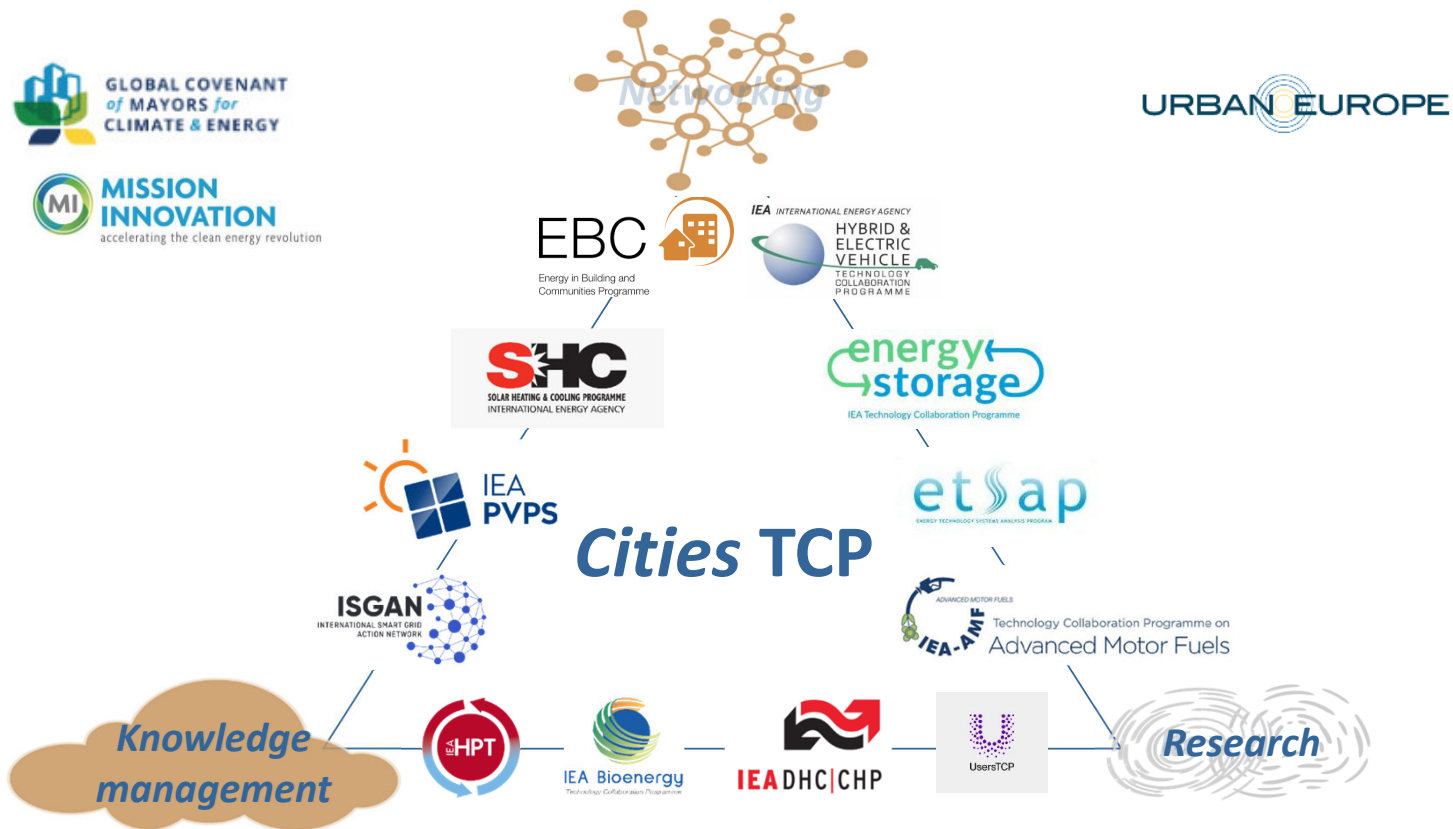 GLOBAL COVENANT
of MAYORS for
CLIMATE & ENERGY
Networking
URBAN EUROPE
MI
MISSION
INNOVATION
accelerating the clean energy revolution
EBC
Energy in Building and
Communities Programme
IEA INTERNATIONAL ENERGY AGENCY
HYBRID &
ELECTRIC
VEHICLE
TECHNOLOGY
COLLABORATION
PROGRAMME
SHC
SOLAR HEATING & COOLING PROGRAMME
INTERNATIONAL ENERGY AGENCY
energy
storage
IEA Technology Collaboration Programme
IEA
PVPS
etsap
ENERGY TECHNOLOGY SYSTEMS ANALYSIS PROGRAM
Cities TCP
ISGAN
INTERNATIONAL SMART GRID
ACTION NETWORK
ADVANCED MOTOR FUELS
IEA-AMF
Technology Collaboration Programme on
Advanced Motor Fuels
Knowledge
management
IEA HPT
IEA Bioenergy
Technology Collaboration Programme
IEA DHC|CHP
UsersTCP
Research